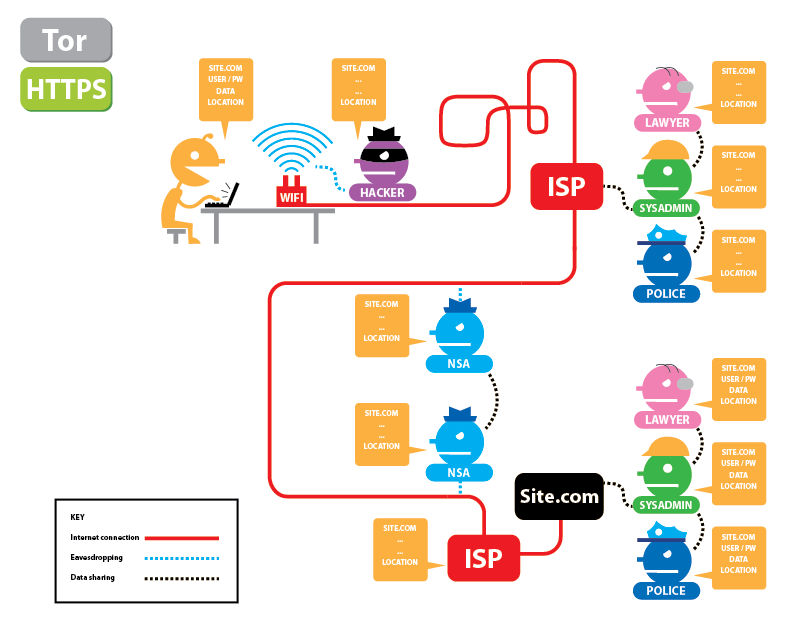 Tor
HTTPS
SITE.COM
USER / PW
DATA
LOCATION
SITE.COM
...
...
LOCATION
WIFI
HACKER
ISP
SITE.COM
...
...
LOCATION
LAWYER
SITE.COM
...
...
LOCATION
SYSADMIN
SITE.COM
...
...
LOCATION
POLICE
SITE.COM
...
...
LOCATION
NSA
SITE.COM
...
...
LOCATION
NSA
SITE.COM
USER / PW
DATA
LOCATION
LAWYER
SITE.COM
USER / PW
DATA
LOCATION
SYSADMIN
SITE.COM
USER / PW
DATA
LOCATION
POLICE
Site.com
SITE.COM
...
...
LOCATION
ISP
KEY
Internet connection
Eavesdropping
Data sharing